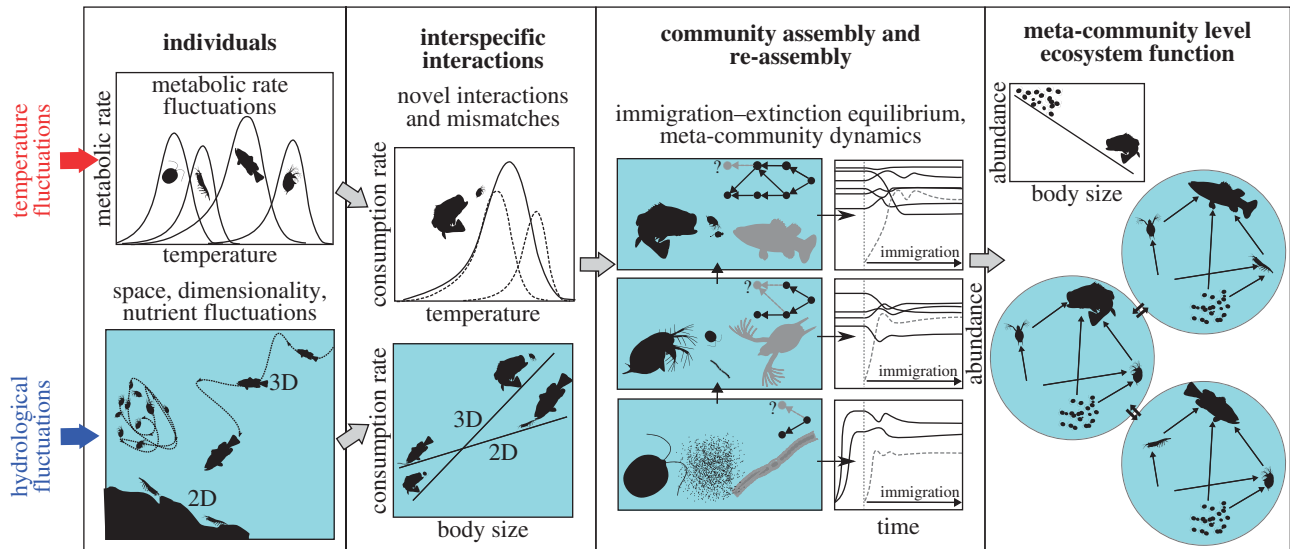 temperature
fluctuations
hydrological
fluctuations
individuals
metabolic rate
fluctuations
metabolic rate
temperature
space, dimensionality,
nutrient fluctuations
3D
2D
interspecific
interactions
novel interactions
and mismatches
consumption rate
temperature
consumption rate
3D
2D
body size
community assembly and
re-assembly
immigration–extinction equilibrium,
meta-community dynamics
?
immigration
?
immigration
?
immigration
abundance
time
meta-community level
ecosystem function
abundance
body size